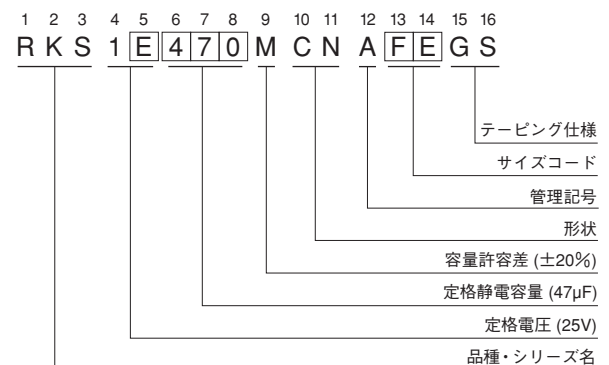 1 2 3 4 5 6 7 8 9 10 11 12 13 14 15 16
R K S 1 E 4 7 0 M C N A F E G S
テーピング仕様
サイズコード
管理記号
形状
容量許容差 (±20%)
定格静電容量 (47µF)
定格電圧 (25V)
品種・シリーズ名